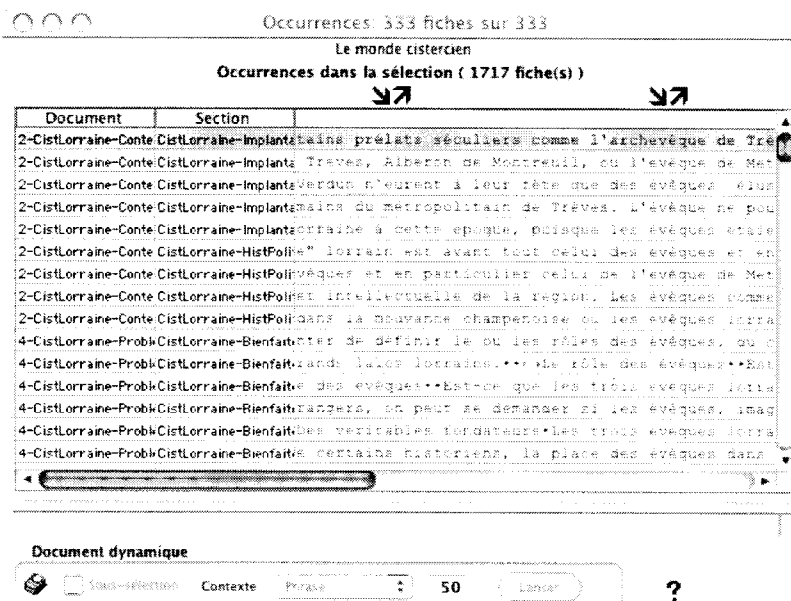 Occurrences: 333 fiches sur 333
Le monde cistercien
Occurrences dans la sélection ( 1717 fiche(s) )
Document Section
2-CistLorraine-Conte CistLorraine-Implanta tains prélats séculiers comme l'archevêque de Trè
2-CistLorraine-Conte CistLorraine-Implanta Trèves, Albéron de Montreuil, ou l'évêque de Met
2-CistLorraine-Conte CistLorraine-Implanta Verdun n'eurent à leur tête que des évêques élus
2-CistLorraine-Conte CistLorraine-Implanta mains du métropolitain de Trèves. L'évêque ne pou
2-CistLorraine-Conte CistLorraine-Implanta orraine à cette époque, puisque les évêques étaie
2-CistLorraine-Conte CistLorraine-HistPoli e" lorrain est avant tout celui des évêques et en
2-CistLorraine-Conte CistLorraine-HistPoli vêques et en particulier celui de l'évêque de Met
2-CistLorraine-Conte CistLorraine-HistPoli et intellectuelle de la région. Les évêques comme
2-CistLorraine-Conte CistLorraine-HistPoli dans la mouvance champenoise ou les évêques lorra
4-CistLorraine-Probl CistLorraine-Bienfait nter de définir le ou les rôles des évêques, du c
4-CistLorraine-Probl CistLorraine-Bienfait rands laïcs lorrains.•• Le rôle des évêques••Est
4-CistLorraine-Probl CistLorraine-Bienfait e des évêques••Est-ce que les trois évêques lorra
4-CistLorraine-Probl CistLorraine-Bienfait rangers, on peut se demander si les évêques, imag
4-CistLorraine-Probl CistLorraine-Bienfait Des véritables fondateurs•Les trois évêques lorra
4-CistLorraine-Probl CistLorraine-Bienfait e certains historiens, la place des évêques dans
Document dynamique
Sous-sélection Contexte Phrase 50 Lancer ?